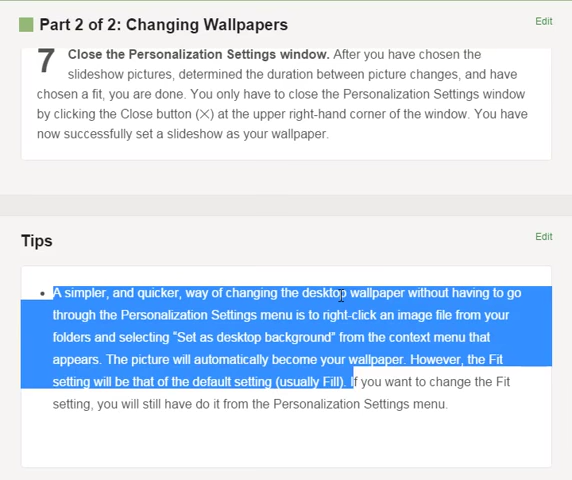 Part 2 of 2: Changing Wallpapers
Edit
7
Close the Personalization Settings window. After you have chosen the
slideshow pictures, determined the duration between picture changes, and have
chosen a fit, you are done. You only have to close the Personalization Settings window
by clicking the Close button (╳) at the upper right-hand corner of the window. You have
now successfully set a slideshow as your wallpaper.
Tips
Edit
• A simpler, and quicker, way of changing the desktop wallpaper without having to go
through the Personalization Settings menu is to right-click an image file from your
folders and selecting “Set as desktop background” from the context menu that
appears. The picture will automatically become your wallpaper. However, the Fit
setting will be that of the default setting (usually Fill). If you want to change the Fit
setting, you will still have do it from the Personalization Settings menu.